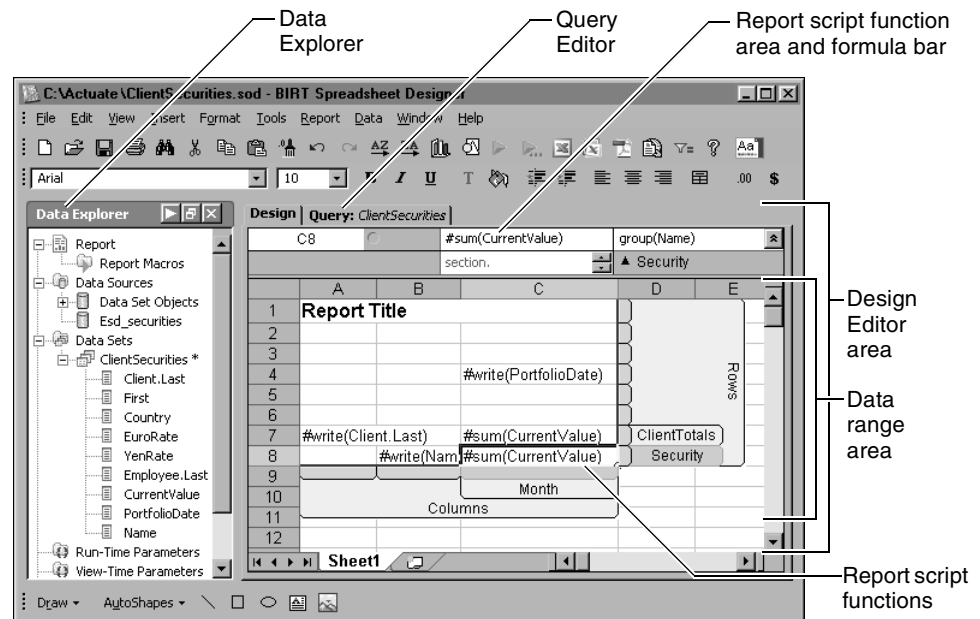 Data
Explorer
Query
Editor
Report script function
area and formula bar
C:\Actuate\ClientSecurities.sod - BIRT Spreadsheet Designer
File Edit View Insert Format Tools Report Data Window Help
Arial 10 B I U T .00 $
Data Explorer
Design Query: ClientSecurities
C8 #sum(CurrentValue) group(Name)
section. Security
Report
Report Macros
Data Sources
Data Set Objects
Esd_securities
Data Sets
ClientSecurities *
Client.Last
First
Country
EuroRate
YenRate
Employee.Last
CurrentValue
PortfolioDate
Name
Run-Time Parameters
View-Time Parameters
A B C D E
1 Report Title
2
3
4 #write(PortfolioDate)
5
6
7 #write(Client.Last) #sum(CurrentValue) ClientTotals
8 #write(Nam #sum(CurrentValue) Security
9
10 Month
11 Columns
12
Rows
Sheet1
Draw AutoShapes
Design
Editor
area
Data
range
area
Report script
functions